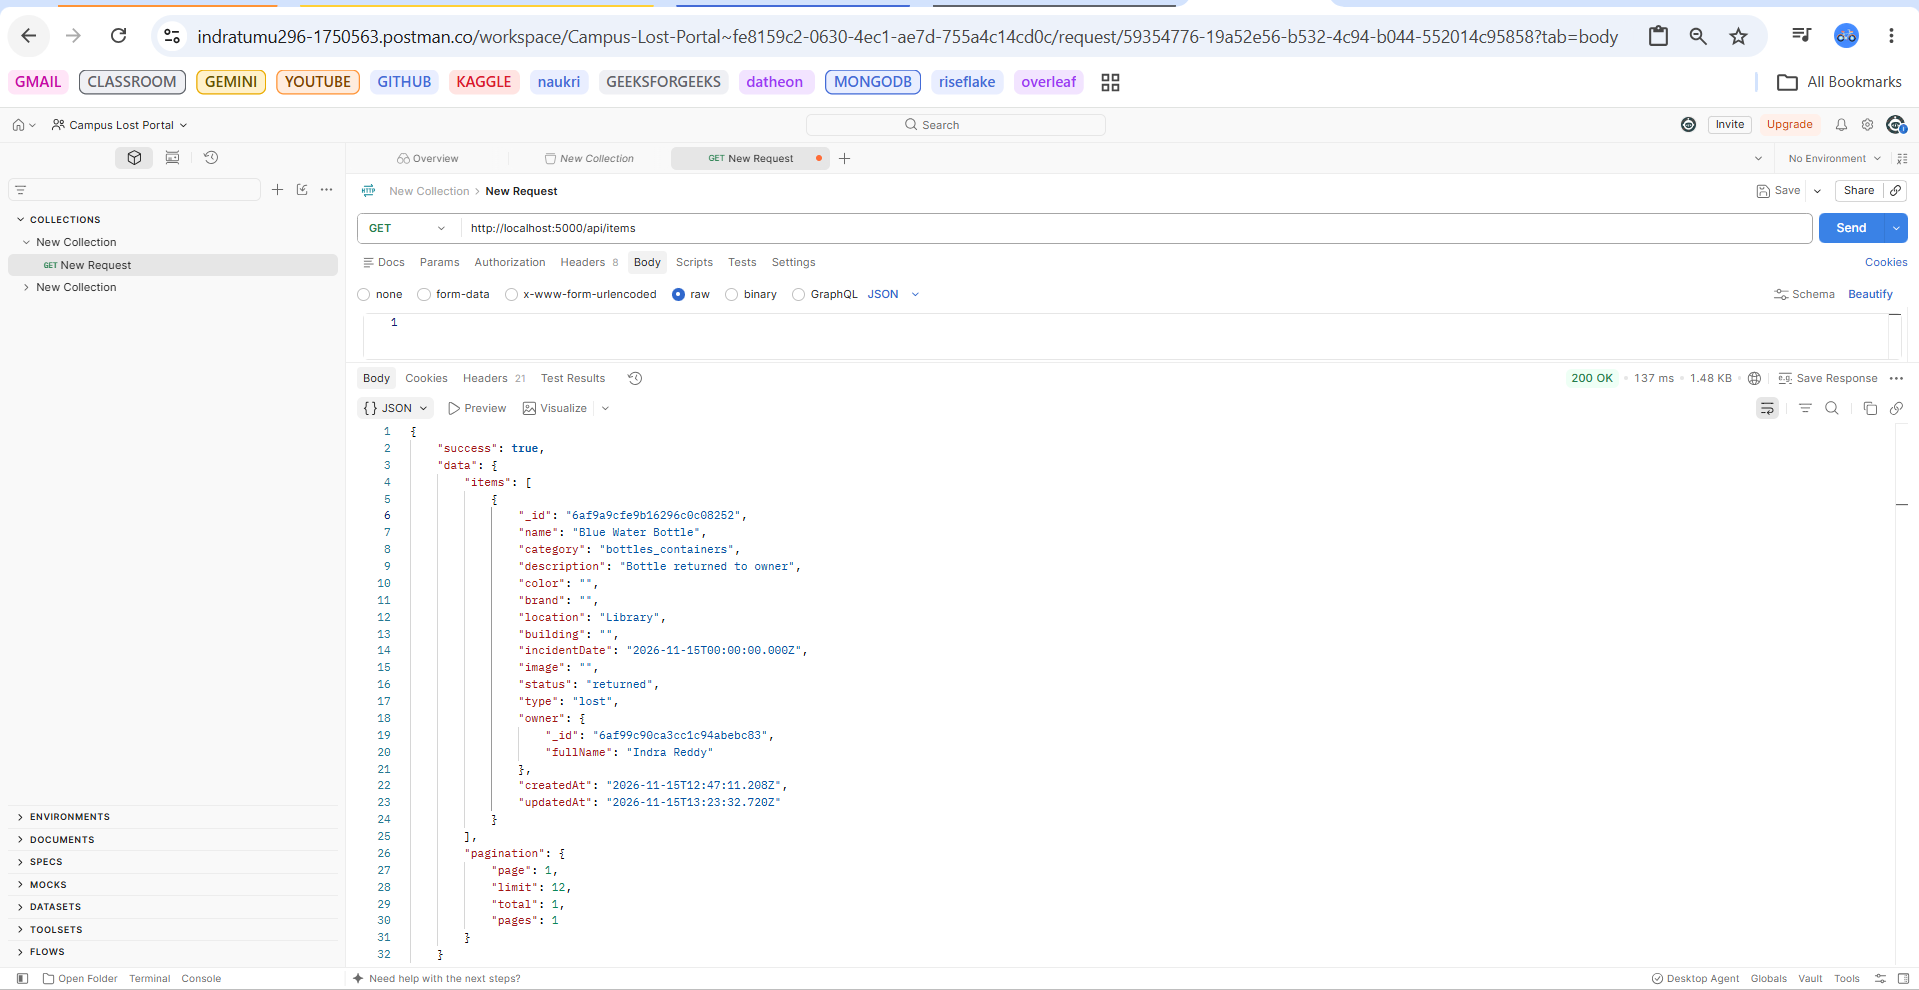 indratumu296-1750563.postman.co/workspace/Campus-Lost-Portal~fe8159c2-0630-4ec1-ae7d-755a4c14cd0c/request/59354776-19a52e56-b532-4c94-b044-552014c95858?tab=body
GMAIL CLASSROOM GEMINI YOUTUBE GITHUB KAGGLE naukri GEEKSFORGEEKS datheon MONGODB riseflake overleaf All Bookmarks
Campus Lost Portal Search Invite Upgrade
Overview New Collection GET New Request No Environment
New Collection > New Request Save Share
COLLECTIONS
New Collection
GET New Request
New Collection
GET http://localhost:5000/api/items Send
Docs Params Authorization Headers 8 Body Scripts Tests Settings Cookies
none form-data x-www-form-urlencoded raw binary GraphQL JSON Schema Beautify
1
Body Cookies Headers 21 Test Results 200 OK • 137 ms • 1.48 KB • e.g. Save Response
{} JSON Preview Visualize
1 {
2 "success": true,
3 "data": {
4 "items": [
5 {
6 "_id": "6af9a9cfe9b16296c0c08252",
7 "name": "Blue Water Bottle",
8 "category": "bottles_containers",
9 "description": "Bottle returned to owner",
10 "color": "",
11 "brand": "",
12 "location": "Library",
13 "building": "",
14 "incidentDate": "2026-11-15T00:00:00.000Z",
15 "image": "",
16 "status": "returned",
17 "type": "lost",
18 "owner": {
19 "_id": "6af99c90ca3cc1c94abebc83",
20 "fullName": "Indra Reddy"
21 },
22 "createdAt": "2026-11-15T12:47:11.208Z",
23 "updatedAt": "2026-11-15T13:23:32.720Z"
24 }
25 ],
26 "pagination": {
27 "page": 1,
28 "limit": 12,
29 "total": 1,
30 "pages": 1
31 }
32 }
ENVIRONMENTS
DOCUMENTS
SPECS
MOCKS
DATASETS
TOOLSETS
FLOWS
Open Folder Terminal Console Need help with the next steps? Desktop Agent Globals Vault Tools